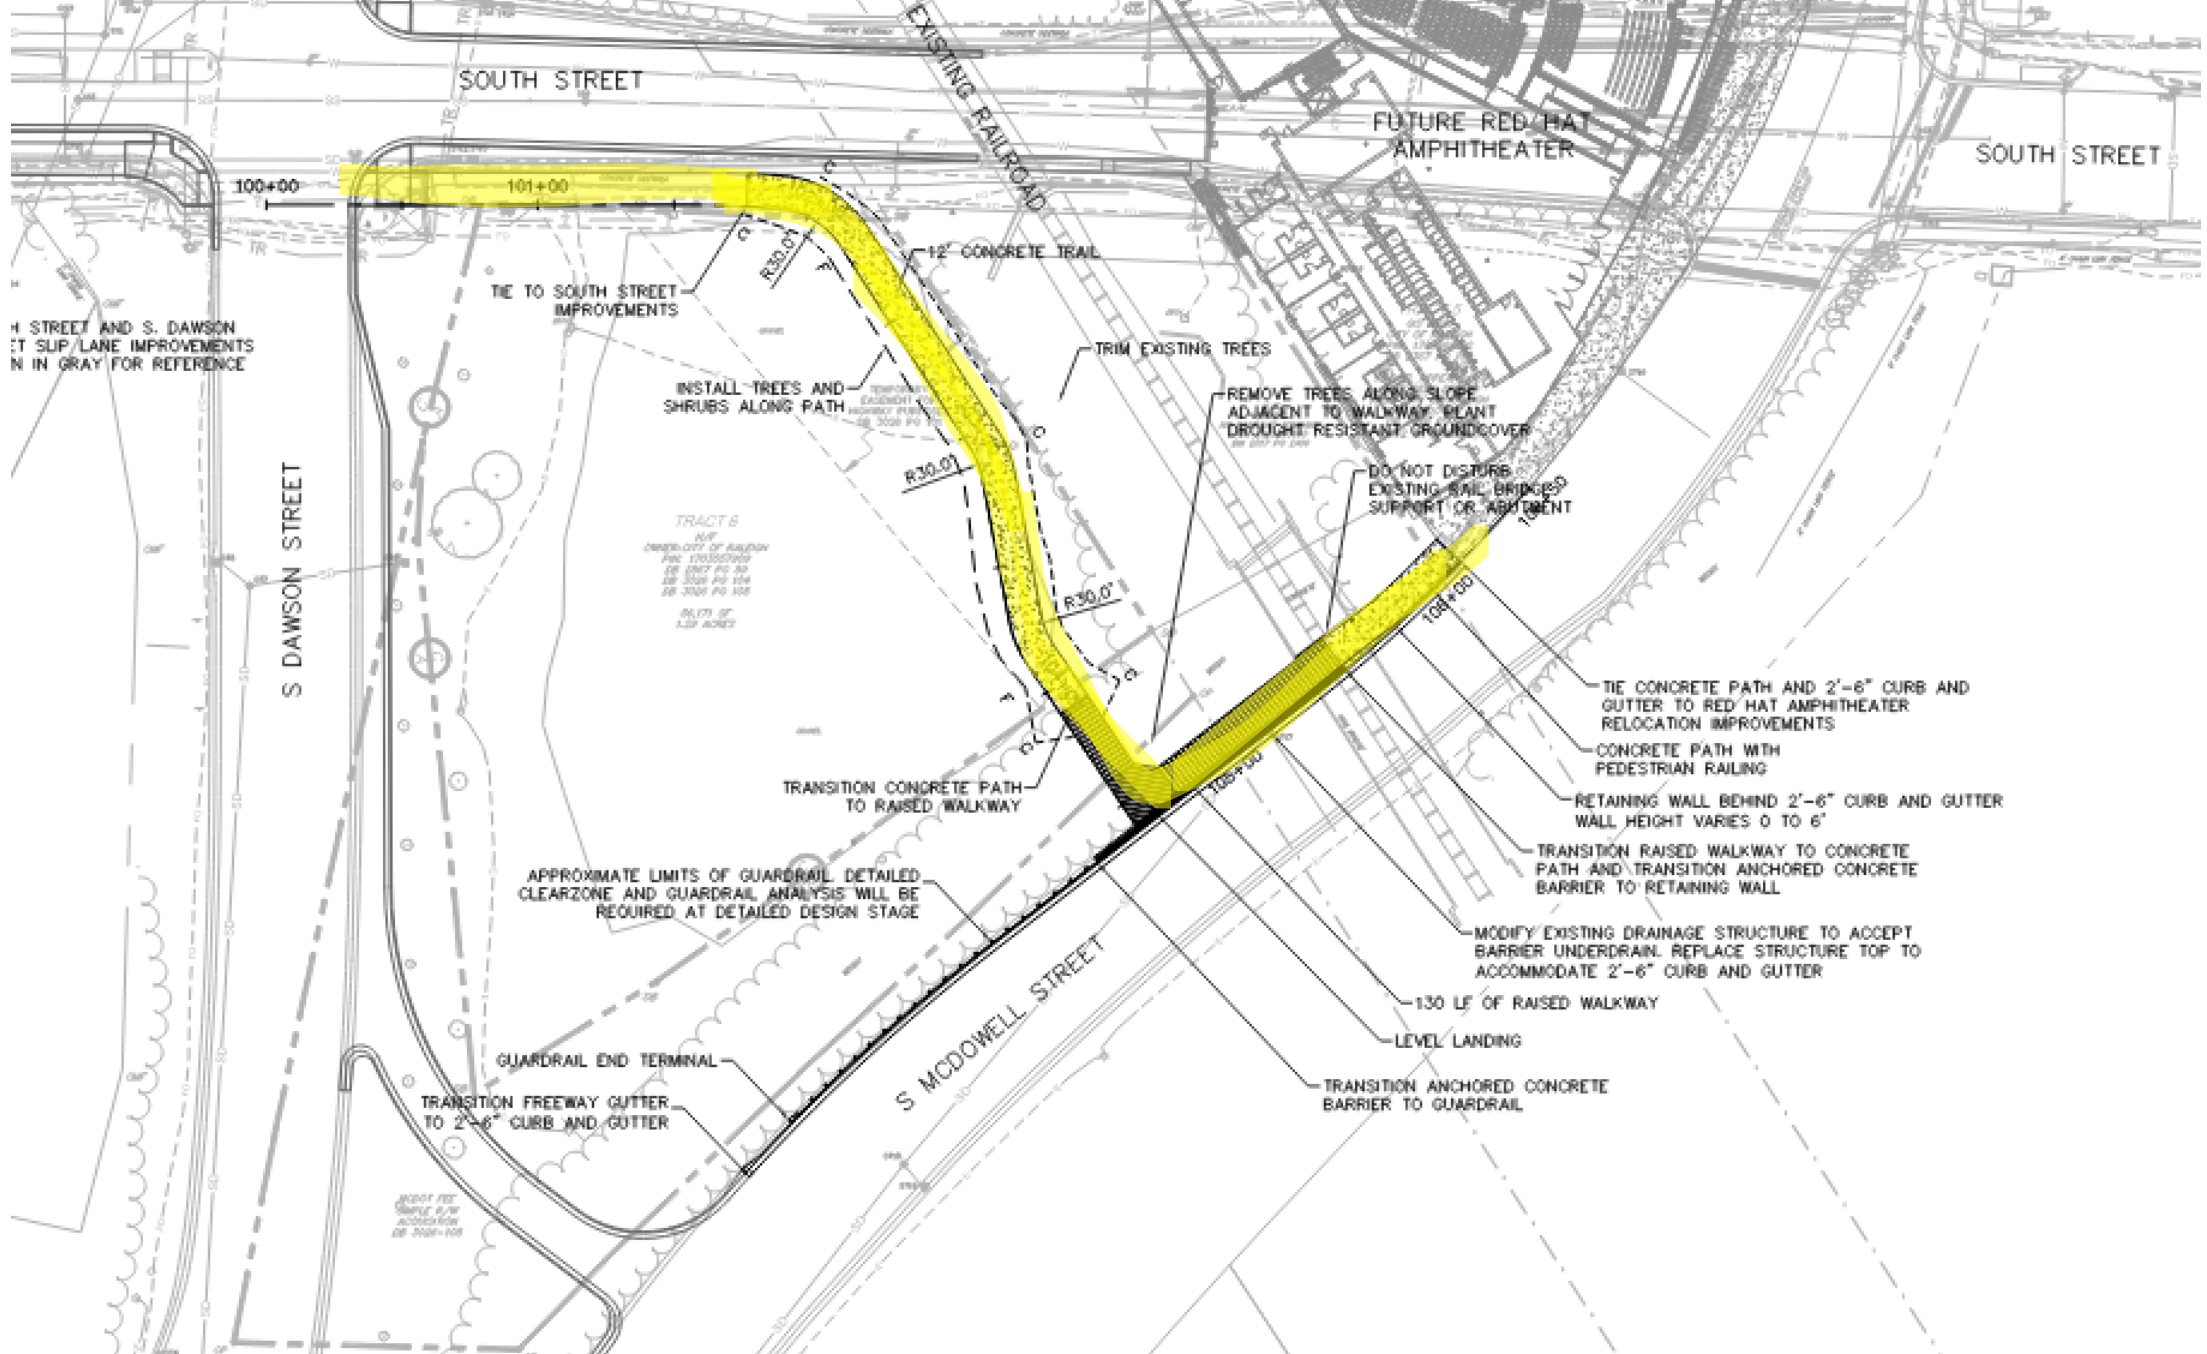 SOUTH STREET
EXISTING RAILROAD
FUTURE RED HAT
AMPHITHEATER
SOUTH STREET
100+00
101+00
12' CONCRETE TRAIL
R30.0'
TIE TO SOUTH STREET
IMPROVEMENTS
H STREET AND S. DAWSON
ET SLIP LANE IMPROVEMENTS
N IN GRAY FOR REFERENCE
TRIM EXISTING TREES
INSTALL TREES AND
SHRUBS ALONG PATH
REMOVE TREES ALONG SLOPE
ADJACENT TO WALKWAY. PLANT
DROUGHT RESISTANT GROUNDCOVER
R30.0'
DO NOT DISTURB
EXISTING RAIL BRIDGES
SUPPORT OR ABUTMENT
S DAWSON STREET
TRACT 6
R30.0'
106+00
TIE CONCRETE PATH AND 2'-6" CURB AND
GUTTER TO RED HAT AMPHITHEATER
RELOCATION IMPROVEMENTS
CONCRETE PATH WITH
PEDESTRIAN RAILING
TRANSITION CONCRETE PATH
TO RAISED WALKWAY
105+00
RETAINING WALL BEHIND 2'-6" CURB AND GUTTER
WALL HEIGHT VARIES 0 TO 6'
TRANSITION RAISED WALKWAY TO CONCRETE
PATH AND TRANSITION ANCHORED CONCRETE
BARRIER TO RETAINING WALL
APPROXIMATE LIMITS OF GUARDRAIL. DETAILED
CLEARZONE AND GUARDRAIL ANALYSIS WILL BE
REQUIRED AT DETAILED DESIGN STAGE
MODIFY EXISTING DRAINAGE STRUCTURE TO ACCEPT
BARRIER UNDERDRAIN. REPLACE STRUCTURE TOP TO
ACCOMMODATE 2'-6" CURB AND GUTTER
130 LF OF RAISED WALKWAY
S MCDOWELL STREET
LEVEL LANDING
GUARDRAIL END TERMINAL
TRANSITION ANCHORED CONCRETE
BARRIER TO GUARDRAIL
TRANSITION FREEWAY GUTTER
TO 2'-6" CURB AND GUTTER